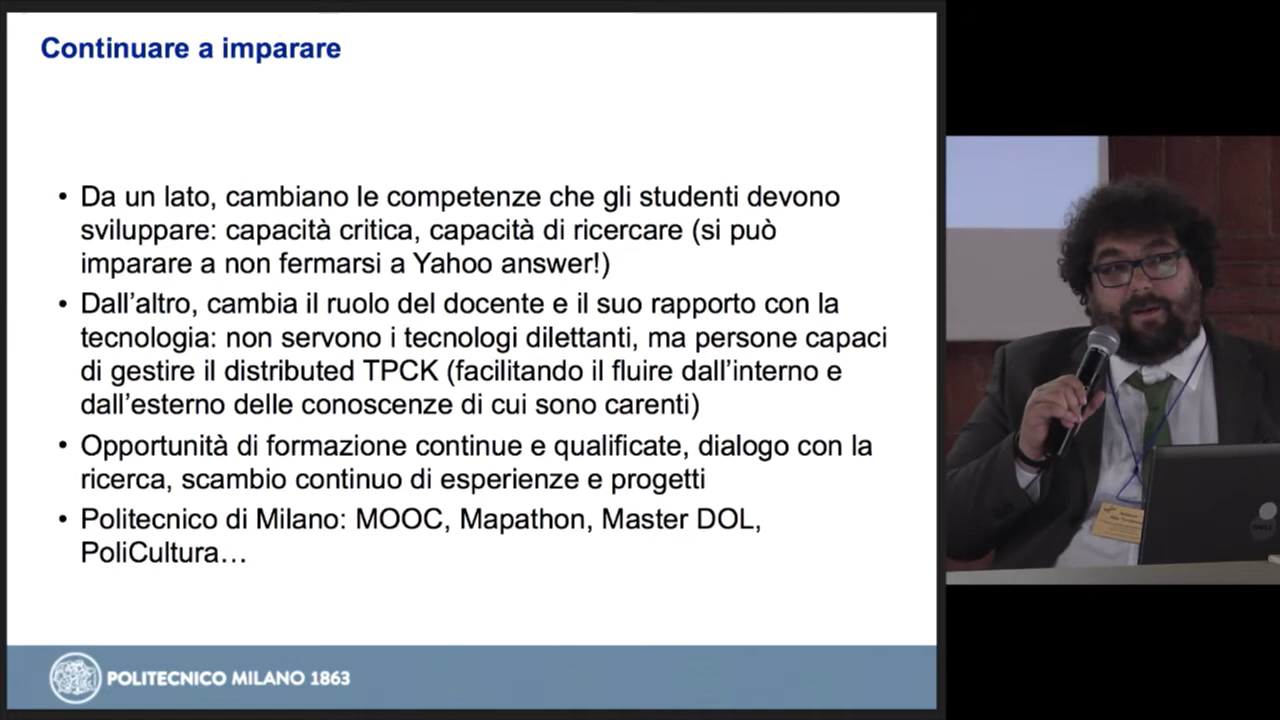 Continuare a imparare
• Da un lato, cambiano le competenze che gli studenti devono
sviluppare: capacità critica, capacità di ricercare (si può
imparare a non fermarsi a Yahoo answer!)
• Dall’altro, cambia il ruolo del docente e il suo rapporto con la
tecnologia: non servono i tecnologi dilettanti, ma persone capaci
di gestire il distributed TPCK (facilitando il fluire dall’interno e
dall’esterno delle conoscenze di cui sono carenti)
• Opportunità di formazione continue e qualificate, dialogo con la
ricerca, scambio continuo di esperienze e progetti
• Politecnico di Milano: MOOC, Mapathon, Master DOL,
PoliCultura…
POLITECNICO MILANO 1863
DELL